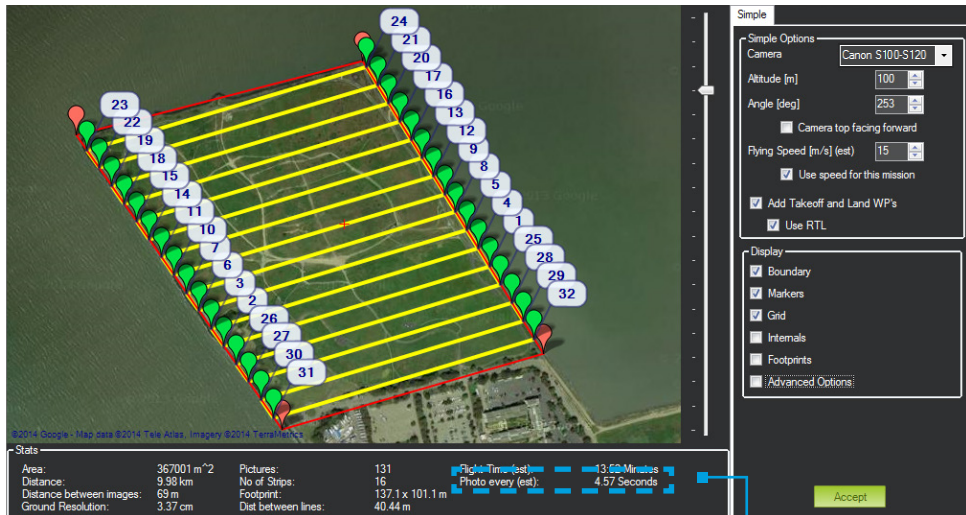 24
21
20
17
16
13
12
9
8
5
4
1
25
28
29
32
23
22
19
18
15
14
11
10
7
6
3
2
26
27
30
31
©2014 Google - Map data ©2014 Tele Atlas, Imagery ©2014 TerraMetrics
Simple
Simple Options
Camera Canon S100-S120
Altitude [m] 100
Angle [deg] 253
Camera top facing forward
Flying Speed [m/s] (est) 15
Use speed for this mission
Add Takeoff and Land WP's
Use RTL
Display
Boundary
Markers
Grid
Internals
Footprints
Advanced Options
Stats
Area: 367001 m^2 Pictures: 131 Flight Time (est): 13:52 Minutes
Distance: 9.98 km No of Strips: 16 Photo every (est): 4.57 Seconds
Distance between images: 69 m Footprint: 137.1 x 101.1 m
Ground Resolution: 3.37 cm Dist between lines: 40.44 m
Accept